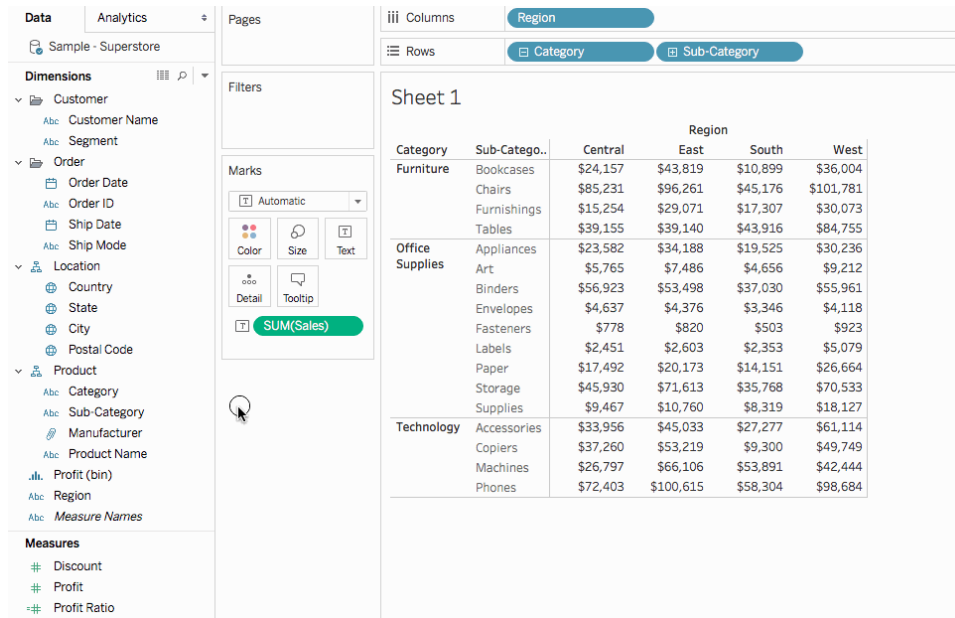 Data Analytics
Sample - Superstore
Dimensions
Customer
Abc Customer Name
Abc Segment
Order
Order Date
Abc Order ID
Ship Date
Abc Ship Mode
Location
Country
State
City
Postal Code
Product
Abc Category
Abc Sub-Category
Manufacturer
Abc Product Name
Profit (bin)
Abc Region
Abc Measure Names
Measures
# Discount
# Profit
=# Profit Ratio
Pages
Filters
Marks
T Automatic
Color Size T Text
Detail Tooltip
T SUM(Sales)
Columns Region
Rows Category Sub-Category
Sheet 1
Region
Category Sub-Catego.. Central East South West
Furniture Bookcases $24,157 $43,819 $10,899 $36,004
Chairs $85,231 $96,261 $45,176 $101,781
Furnishings $15,254 $29,071 $17,307 $30,073
Tables $39,155 $39,140 $43,916 $84,755
Office Supplies Appliances $23,582 $34,188 $19,525 $30,236
Art $5,765 $7,486 $4,656 $9,212
Binders $56,923 $53,498 $37,030 $55,961
Envelopes $4,637 $4,376 $3,346 $4,118
Fasteners $778 $820 $503 $923
Labels $2,451 $2,603 $2,353 $5,079
Paper $17,492 $20,173 $14,151 $26,664
Storage $45,930 $71,613 $35,768 $70,533
Supplies $9,467 $10,760 $8,319 $18,127
Technology Accessories $33,956 $45,033 $27,277 $61,114
Copiers $37,260 $53,219 $9,300 $49,749
Machines $26,797 $66,106 $53,891 $42,444
Phones $72,403 $100,615 $58,304 $98,684